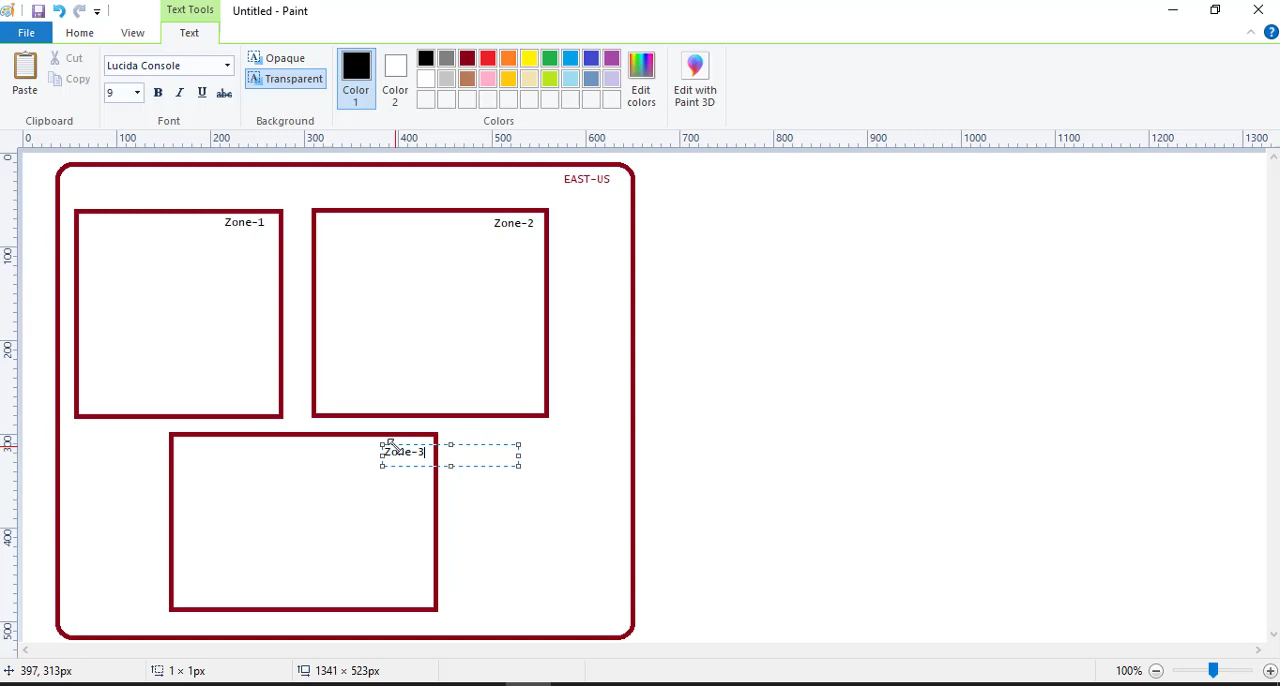 Text Tools
Untitled - Paint
File
Home
View
Text
Paste
Cut
Copy
Clipboard
Lucida Console
9
B
I
U
abc
Font
Opaque
Transparent
Background
Color 1
Color 2
Edit colors
Edit with Paint 3D
Colors
0
100
200
300
400
500
600
700
800
900
1000
1100
1200
1300
0
100
200
300
400
500
EAST-US
Zone-1
Zone-2
Zone-3
397, 313px
1 × 1px
1341 × 523px
100%